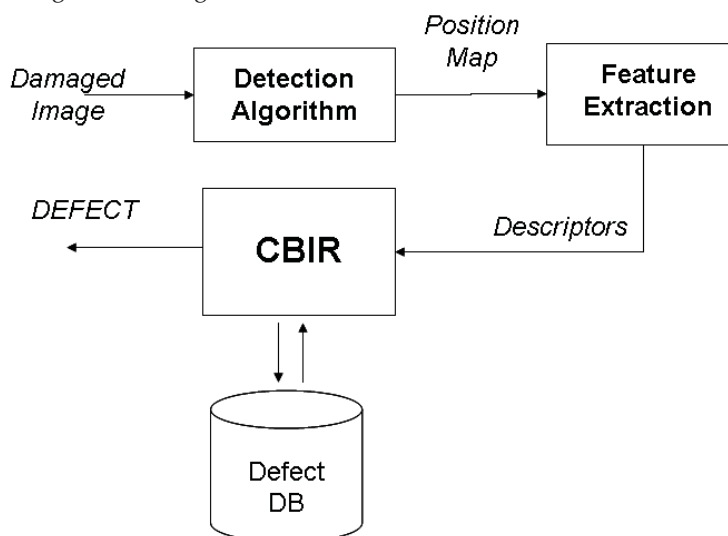 Damaged
Image
Detection
Algorithm
Position
Map
Feature
Extraction
DEFECT
CBIR
Descriptors
Defect
DB